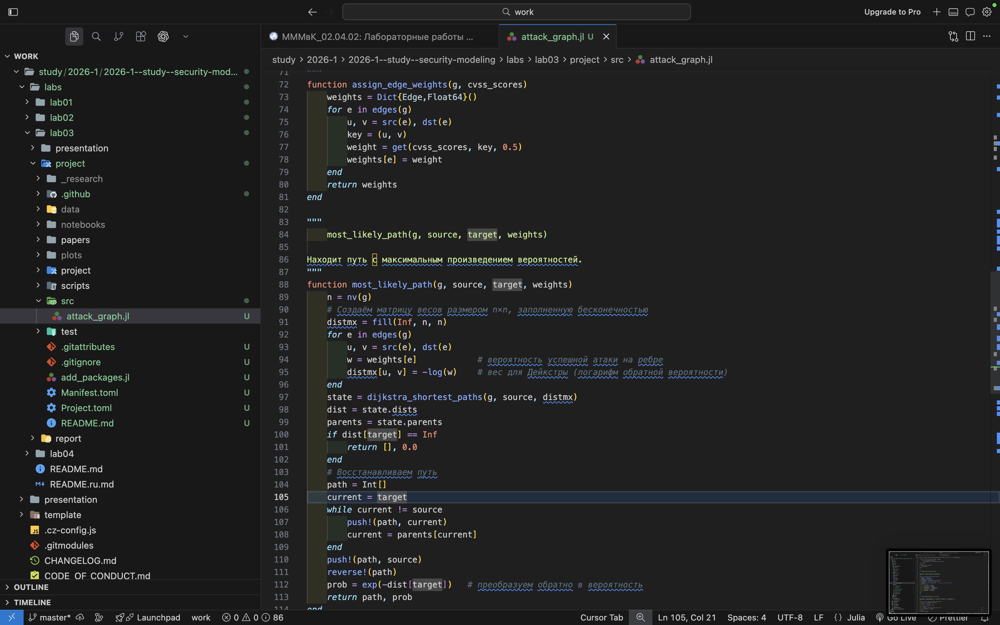 work
Upgrade to Pro
МММвК_02.04.02: Лабораторные работы ...
attack_graph.jl U
study > 2026-1 > 2026-1--study--security-modeling > labs > lab03 > project > src > attack_graph.jl
WORK
study/2026-1/2026-1--study--security-mod...
labs
lab01
lab02
lab03
presentation
project
_research
.github
data
notebooks
papers
plots
project
scripts
src
attack_graph.jl U
test
.gitattributes U
.gitignore U
add_packages.jl U
Manifest.toml U
Project.toml U
README.md U
report
lab04
README.md
README.ru.md
presentation
template
.cz-config.js
.gitmodules
CHANGELOG.md
CODE_OF_CONDUCT.md
OUTLINE
TIMELINE
71 """
72 function assign_edge_weights(g, cvss_scores)
73     weights = Dict{Edge,Float64}()
74     for e in edges(g)
75         u, v = src(e), dst(e)
76         key = (u, v)
77         weight = get(cvss_scores, key, 0.5)
78         weights[e] = weight
79     end
80     return weights
81 end
82
83 """
84     most_likely_path(g, source, target, weights)
85
86 Находит путь с максимальным произведением вероятностей.
87 """
88 function most_likely_path(g, source, target, weights)
89     n = nv(g)
90     # Создаём матрицу весов размером n×n, заполненную бесконечностью
91     distmx = fill(Inf, n, n)
92     for e in edges(g)
93         u, v = src(e), dst(e)
94         w = weights[e]            # вероятность успешной атаки на ребре
95         distmx[u, v] = -log(w)    # вес для Дейкстры (логарифм обратной вероятности)
96     end
97     state = dijkstra_shortest_paths(g, source, distmx)
98     dist = state.dists
99     parents = state.parents
100     if dist[target] == Inf
101         return [], 0.0
102     end
103     # Восстанавливаем путь
104     path = Int[]
105     current = target
106     while current != source
107         push!(path, current)
108         current = parents[current]
109     end
110     push!(path, source)
111     reverse!(path)
112     prob = exp(-dist[target])   # преобразуем обратно в вероятность
113     return path, prob
114 end
master* Launchpad work 0 0 86 Cursor Tab Ln 105, Col 21 Spaces: 4 UTF-8 LF {} Julia Go Live Prettier